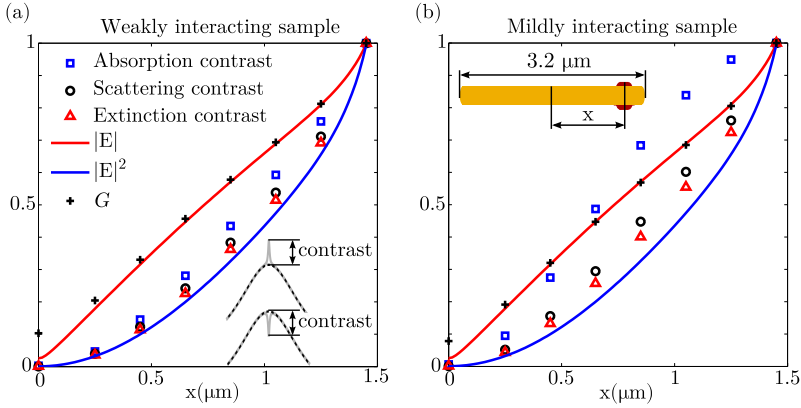 (a)
Weakly interacting sample
1
0.5
0
0
0.5
1
1.5
x(μm)
Absorption contrast
Scattering contrast
Extinction contrast
|E|
|E|²
G
contrast
contrast
(b)
Mildly interacting sample
1
0.5
0
0
0.5
1
1.5
x(μm)
3.2 μm
x